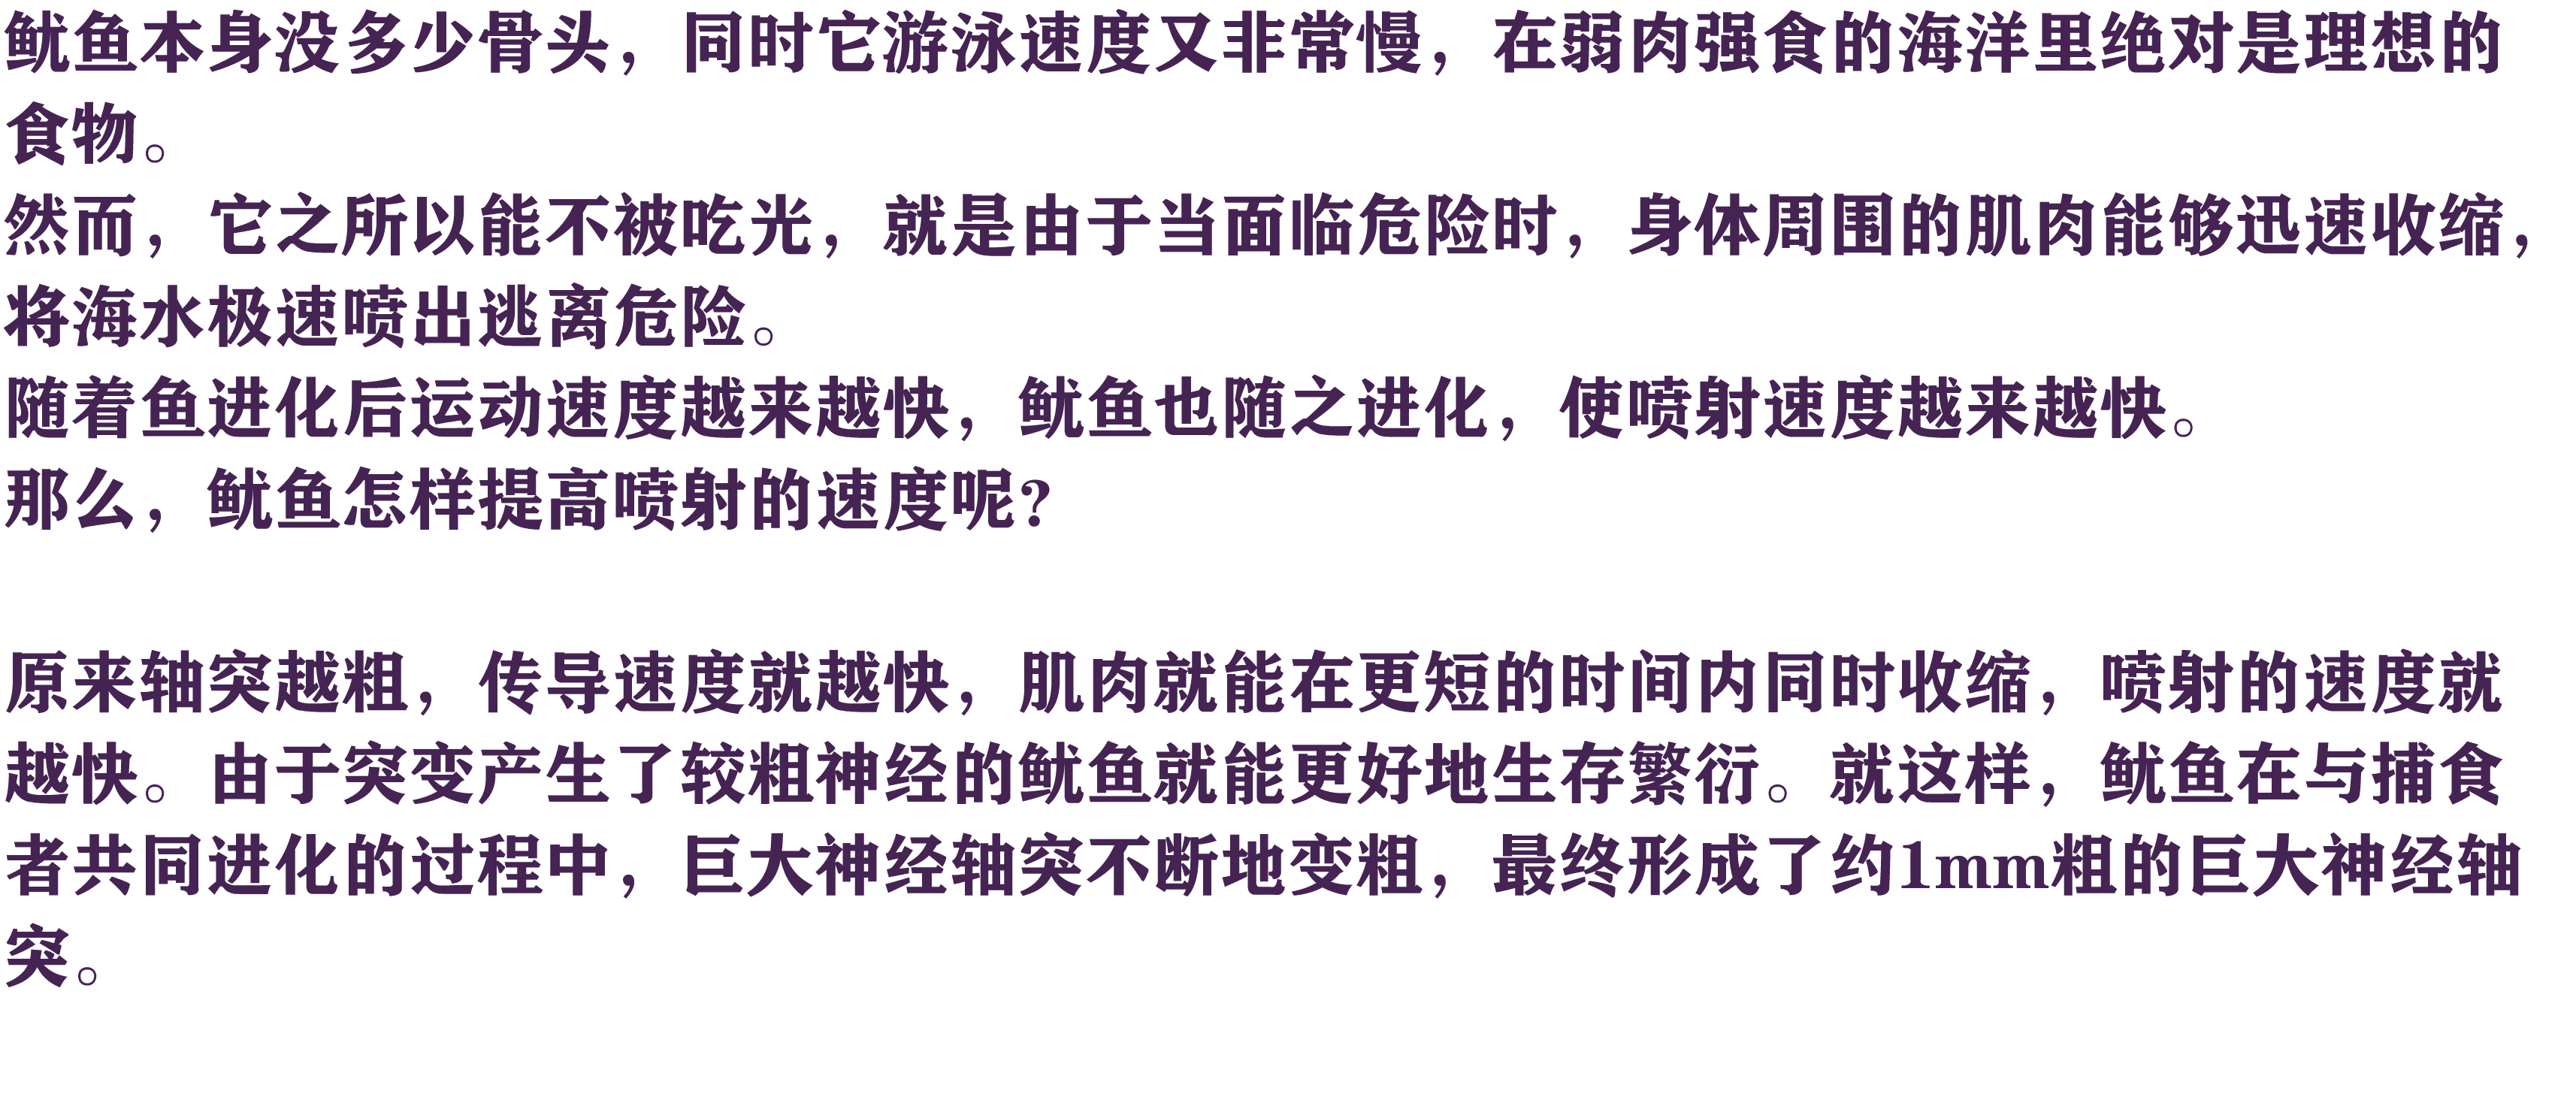 鱿鱼本身没多少骨头，同时它游泳速度又非常慢，在弱肉强食的海洋里绝对是理想的
食物。
然而，它之所以能不被吃光，就是由于当面临危险时，身体周围的肌肉能够迅速收缩，
将海水极速喷出逃离危险。
随着鱼进化后运动速度越来越快，鱿鱼也随之进化，使喷射速度越来越快。
那么，鱿鱼怎样提高喷射的速度呢？
原来轴突越粗，传导速度就越快，肌肉就能在更短的时间内同时收缩，喷射的速度就
越快。由于突变产生了较粗神经的鱿鱼就能更好地生存繁衍。就这样，鱿鱼在与捕食
者共同进化的过程中，巨大神经轴突不断地变粗，最终形成了约1mm粗的巨大神经轴
突。